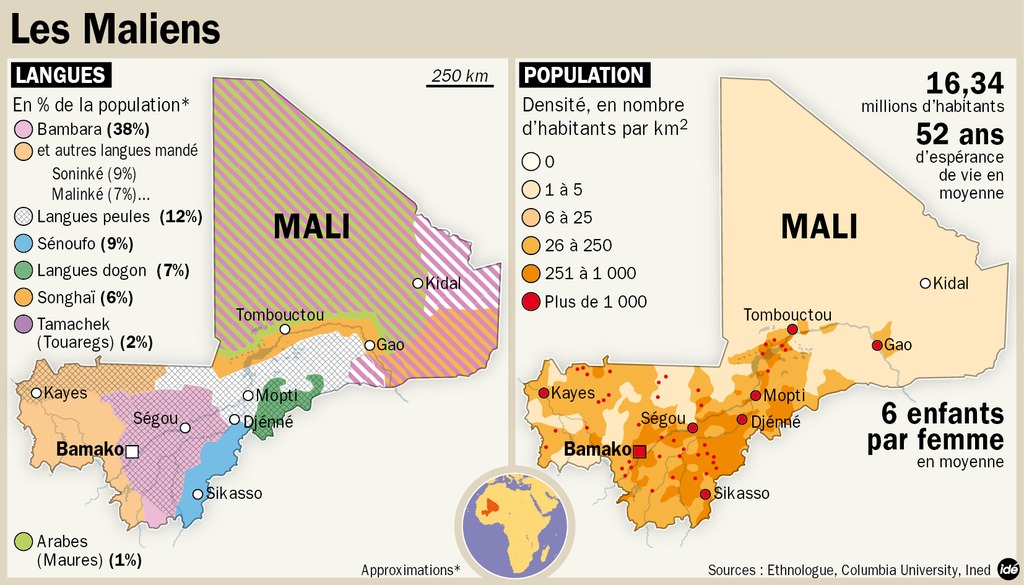 Les Maliens
LANGUES
250 km
En % de la population*
Bambara (38%)
et autres langues mandé
Soninké (9%)
Malinké (7%)...
Langues peules (12%)
Sénoufo (9%)
Langues dogon (7%)
Songhaï (6%)
Tamachek
(Touaregs) (2%)
MALI
Kidal
Tombouctou
Gao
Kayes
Mopti
Ségou
Djénné
Bamako
Sikasso
Arabes
(Maures) (1%)
Approximations*
POPULATION
Densité, en nombre
d'habitants par km²
0
1 à 5
6 à 25
26 à 250
251 à 1 000
Plus de 1 000
16,34
millions d'habitants
52 ans
d'espérance
de vie en
moyenne
MALI
Kidal
Tombouctou
Gao
Kayes
Mopti
Ségou
Djénné
Bamako
Sikasso
6 enfants
par femme
en moyenne
Sources : Ethnologue, Columbia University, Ined
idé